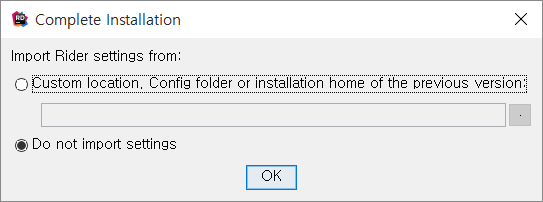 RD
Complete Installation
Import Rider settings from:
Custom location, Config folder or installation home of the previous version:
.
Do not import settings
OK